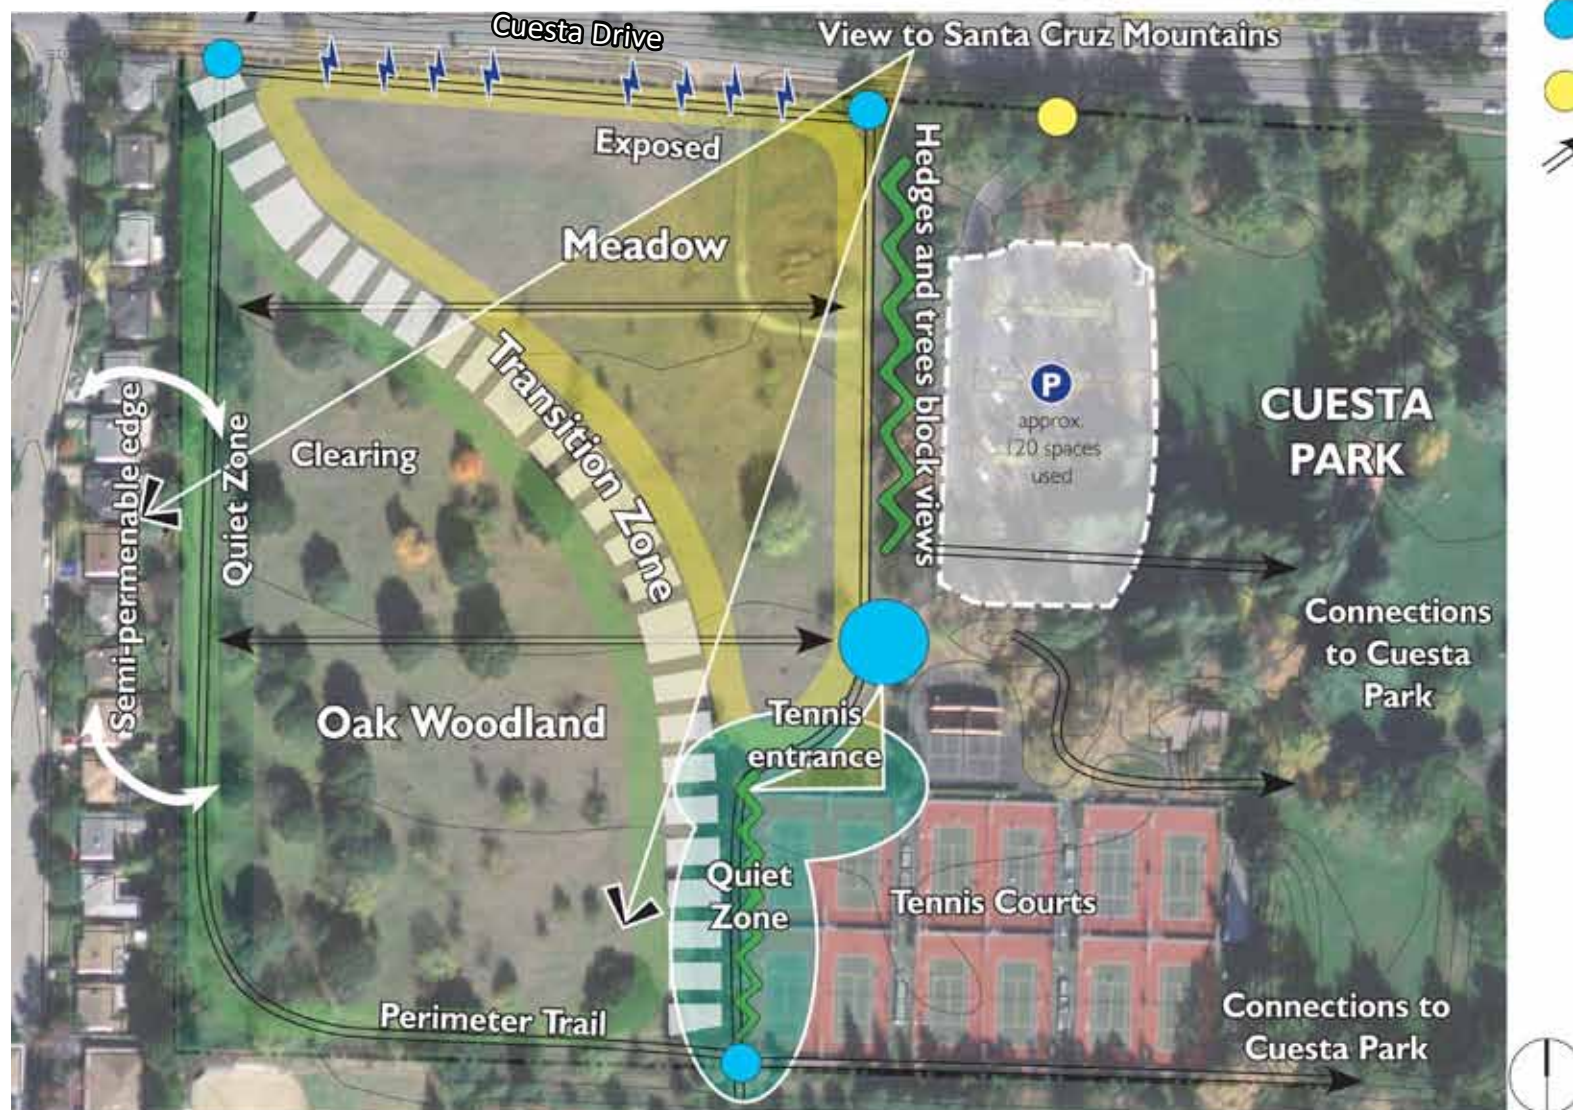 Cuesta Drive
View to Santa Cruz Mountains
Exposed
Meadow
Hedges and trees block views
P
approx.
120 spaces
used
CUESTA
PARK
Transition Zone
Clearing
Quiet Zone
Semi-permenable edge
Connections
to Cuesta
Park
Oak Woodland
Tennis
entrance
Quiet
Zone
Tennis Courts
Perimeter Trail
Connections to
Cuesta Park